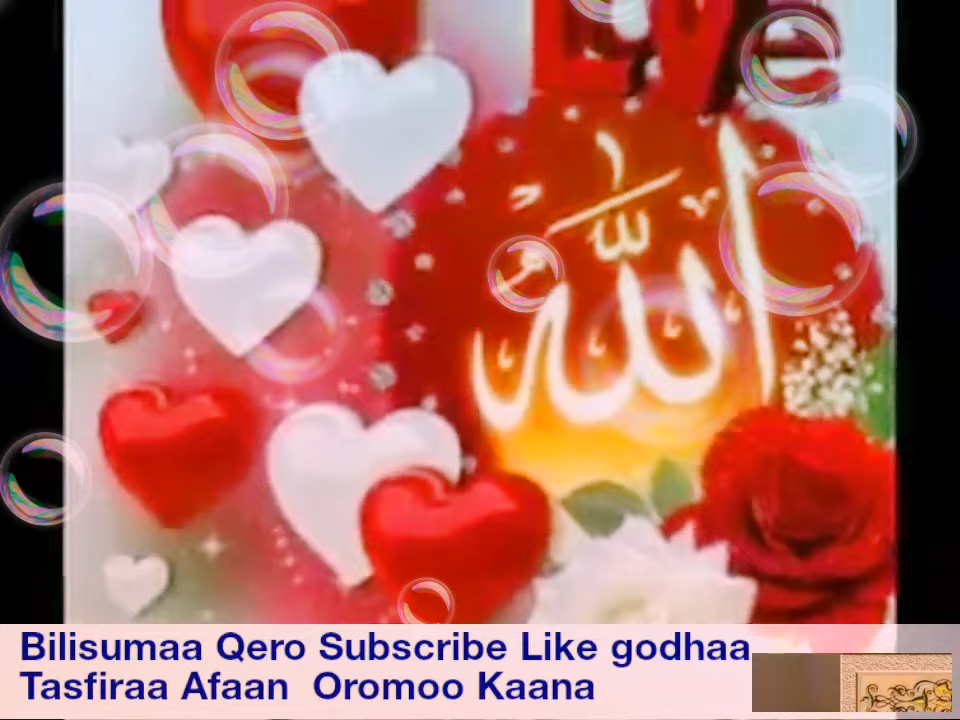 الله
Bilisumaa Qero Subscribe Like godhaa
Tasfiraa Afaan Oromoo Kaana